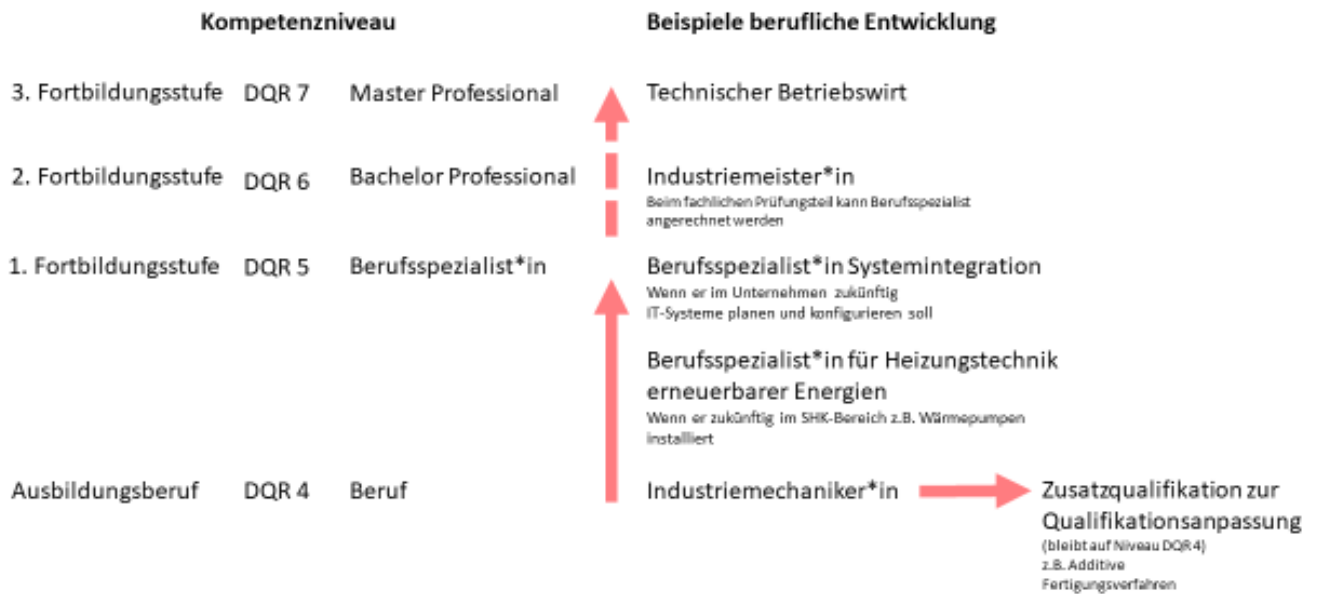 Kompetenzniveau
Beispiele berufliche Entwicklung
3. Fortbildungsstufe DQR 7 Master Professional
Technischer Betriebswirt
2. Fortbildungsstufe DQR 6 Bachelor Professional
Industriemeister*in
Beim fachlichen Prüfungsteil kann Berufsspezialist
angerechnet werden
1. Fortbildungsstufe DQR 5 Berufsspezialist*in
Berufsspezialist*in Systemintegration
Wenn er im Unternehmen zukünftig
IT-Systeme planen und konfigurieren soll
Berufsspezialist*in für Heizungstechnik
erneuerbarer Energien
Wenn er zukünftig im SHK-Bereich z.B. Wärmepumpen
installiert
Ausbildungsberuf DQR 4 Beruf
Industriemechaniker*in
Zusatzqualifikation zur
Qualifikationsanpassung
(bleibt auf Niveau DQR 4)
z.B. Additive
Fertigungsverfahren